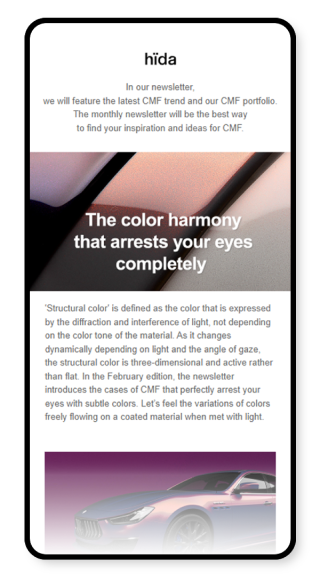 hïda
In our newsletter,
we will feature the latest CMF trend and our CMF portfolio.
The monthly newsletter will be the best way
to find your inspiration and ideas for CMF.
The color harmony
that arrests your eyes
completely
'Structural color' is defined as the color that is expressed
by the diffraction and interference of light, not depending
on the color tone of the material. As it changes
dynamically depending on light and the angle of gaze,
the structural color is three-dimensional and active rather
than flat. In the February edition, the newsletter
introduces the cases of CMF that perfectly arrest your
eyes with subtle colors. Let's feel the variations of colors
freely flowing on a coated material when met with light.